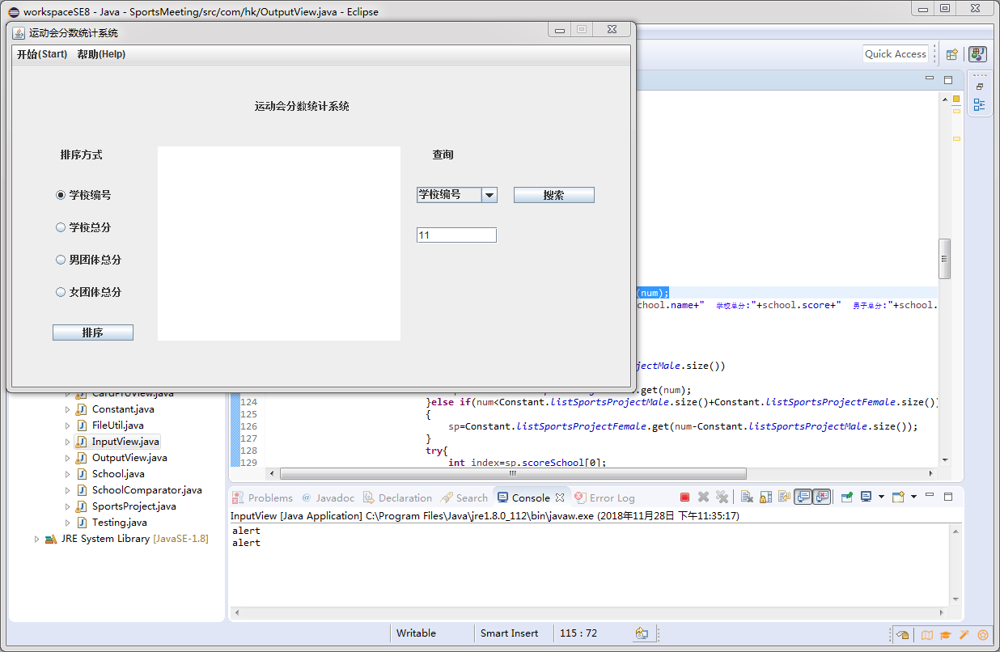 workspaceSE8 - Java - SportsMeeting/src/com/hk/OutputView.java - Eclipse
运动会分数统计系统
开始(Start) 帮助(Help)
Quick Access
运动会分数统计系统
排序方式
查询
学校编号
学校编号
搜索
学校总分
11
男团体总分
女团体总分
排序
(num);
chool.name+" 学校总分:"+school.score+" 男子总分:"+school.
jectMale.size())
.get(num);
CardProView.java
Constant.java
FileUtil.java
InputView.java
OutputView.java
School.java
SchoolComparator.java
SportsProject.java
Testing.java
JRE System Library [JavaSE-1.8]
124 }else if(num<Constant.listSportsProjectMale.size()+Constant.listSportsProjectFemale.size())
125 {
126 sp=Constant.listSportsProjectFemale.get(num-Constant.listSportsProjectMale.size());
127 }
128 try{
129 int index=sp.scoreSchool[0];
Problems @ Javadoc Declaration Search Console Error Log
InputView [Java Application] C:\Program Files\Java\jre1.8.0_112\bin\javaw.exe (2018年11月28日 下午11:35:17)
alert
alert
Writable Smart Insert 115 : 72